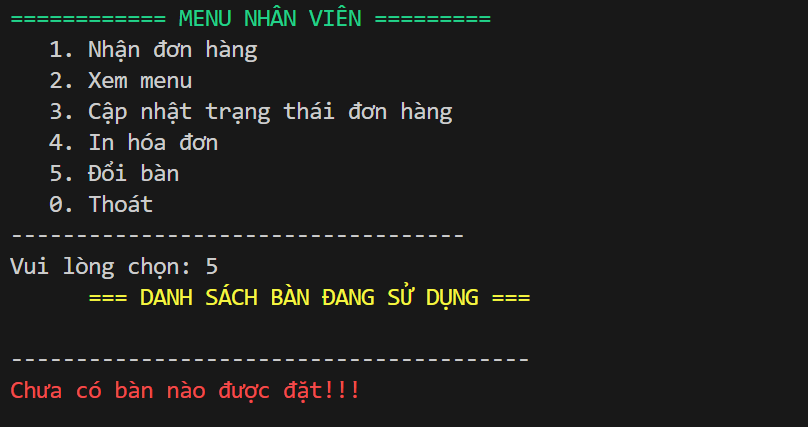 ============ MENU NHÂN VIÊN =========
1. Nhận đơn hàng
2. Xem menu
3. Cập nhật trạng thái đơn hàng
4. In hóa đơn
5. Đổi bàn
0. Thoát
-----------------------------------
Vui lòng chọn: 5
=== DANH SÁCH BÀN ĐANG SỬ DỤNG ===
----------------------------------------
Chưa có bàn nào được đặt!!!